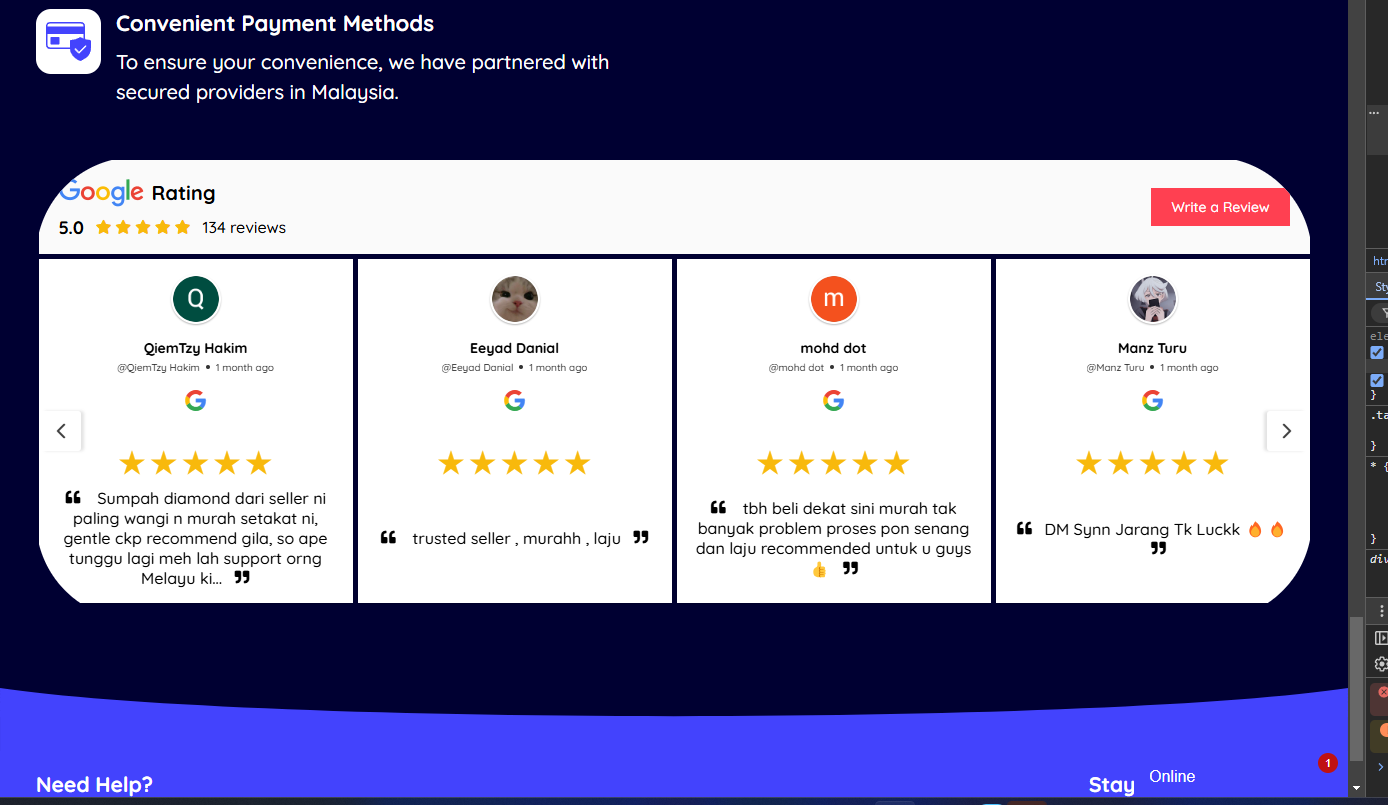 Convenient Payment Methods
To ensure your convenience, we have partnered with
secured providers in Malaysia.
Google Rating
5.0 134 reviews
Write a Review
Q
QiemTzy Hakim
@QiemTzy Hakim • 1 month ago
G
❝ Sumpah diamond dari seller ni
paling wangi n murah setakat ni,
gentle ckp recommend gila, so ape
tunggu lagi meh lah support orng
Melayu ki... ❞
Eeyad Danial
@Eeyad Danial • 1 month ago
G
❝ trusted seller , murahh , laju ❞
m
mohd dot
@mohd dot • 1 month ago
G
❝ tbh beli dekat sini murah tak
banyak problem proses pon senang
dan laju recommended untuk u guys
👍 ❞
Manz Turu
@Manz Turu • 1 month ago
G
❝ DM Synn Jarang Tk Luckk 🔥 🔥
❞
Need Help?
Stay
Online
1
}
}
* {
}